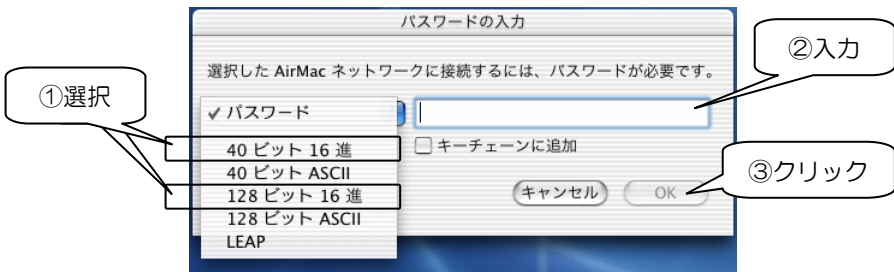 パスワードの入力
②入力
選択した AirMac ネットワークに接続するには、パスワードが必要です。
①選択
✓ パスワード
40 ビット 16 進
キーチェーンに追加
40 ビット ASCII
128 ビット 16 進
キャンセル
OK
③クリック
128 ビット ASCII
LEAP